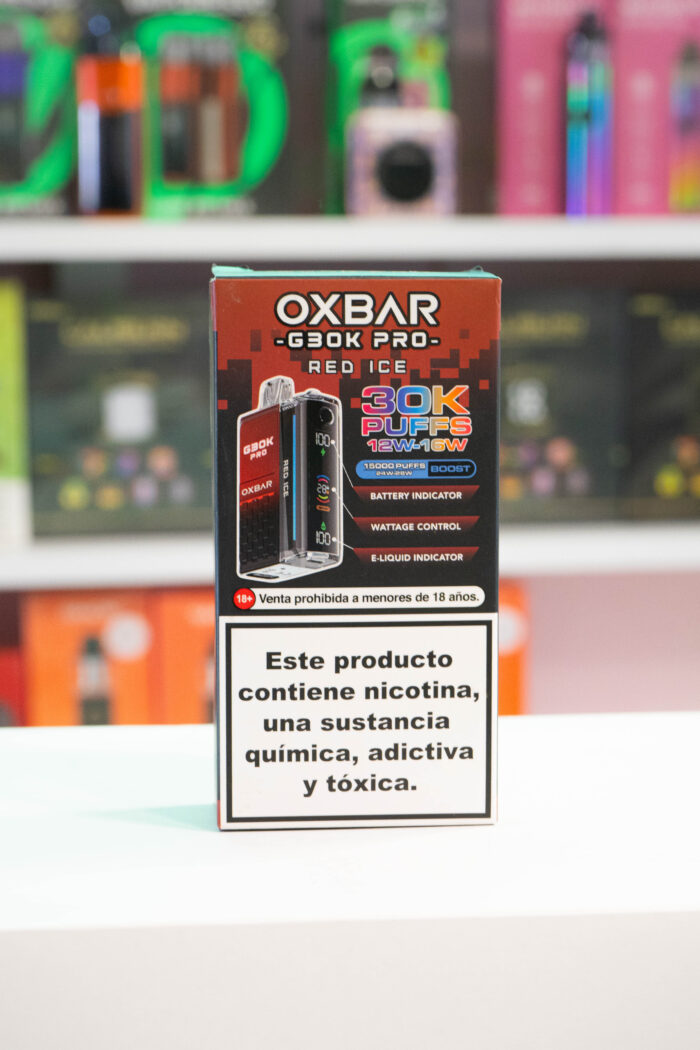 OXBAR
-G30K PRO-
RED ICE
30K
PUFFS
12W-16W
15000 PUFFS
24W-28W
BOOST
G30K
PRO
OXBAR
RED ICE
100
100
BATTERY INDICATOR
WATTAGE CONTROL
E-LIQUID INDICATOR
18+ Venta prohibida a menores de 18 años.
Este producto
contiene nicotina,
una sustancia
química, adictiva
y tóxica.